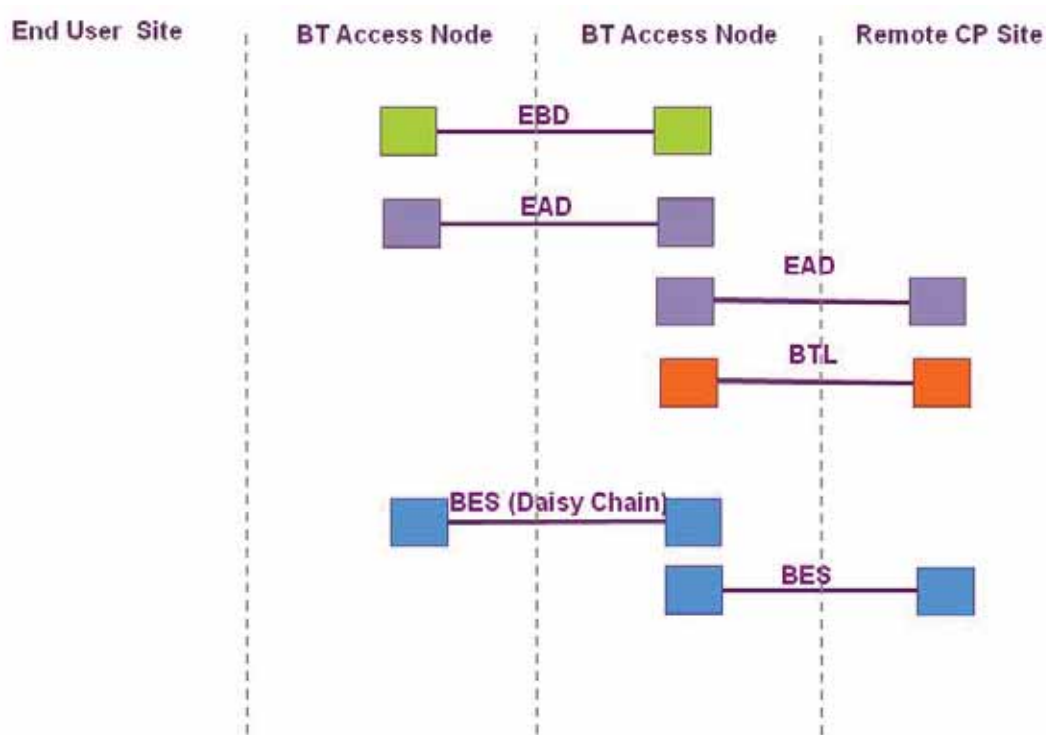 End User Site
BT Access Node
BT Access Node
Remote CP Site
EBD
EAD
EAD
BTL
BES (Daisy Chain)
BES